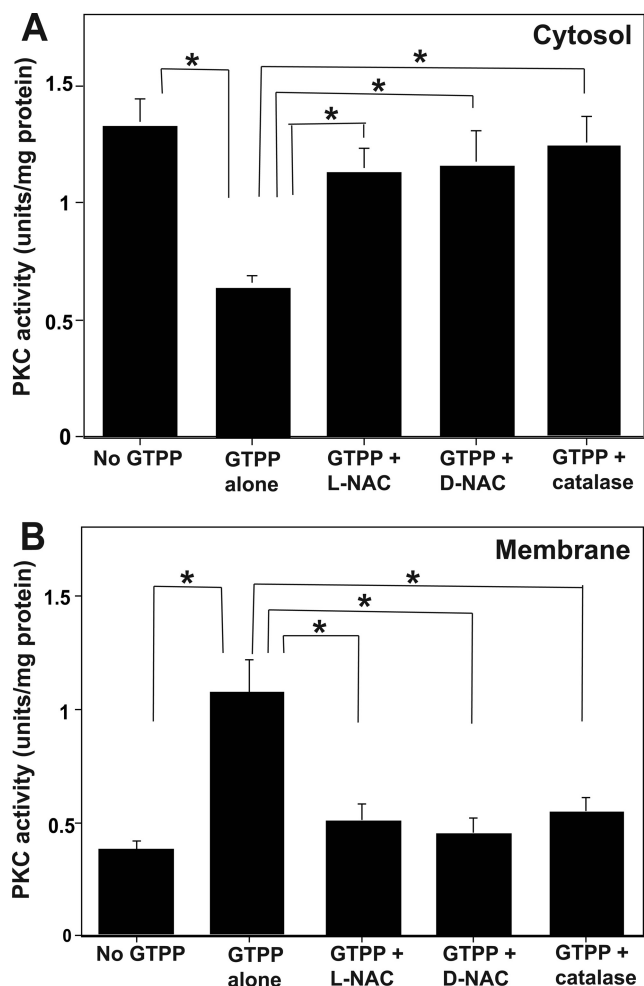 A
Cytosol
PKC activity (units/mg protein)
1.5
1
0.5
0
*
*
*
*
No GTPP
GTPP
alone
GTPP +
L-NAC
GTPP +
D-NAC
GTPP +
catalase
B
Membrane
PKC activity (units/mg protein)
1.5
1
0.5
0
*
*
*
*
No GTPP
GTPP
alone
GTPP +
L-NAC
GTPP +
D-NAC
GTPP +
catalase